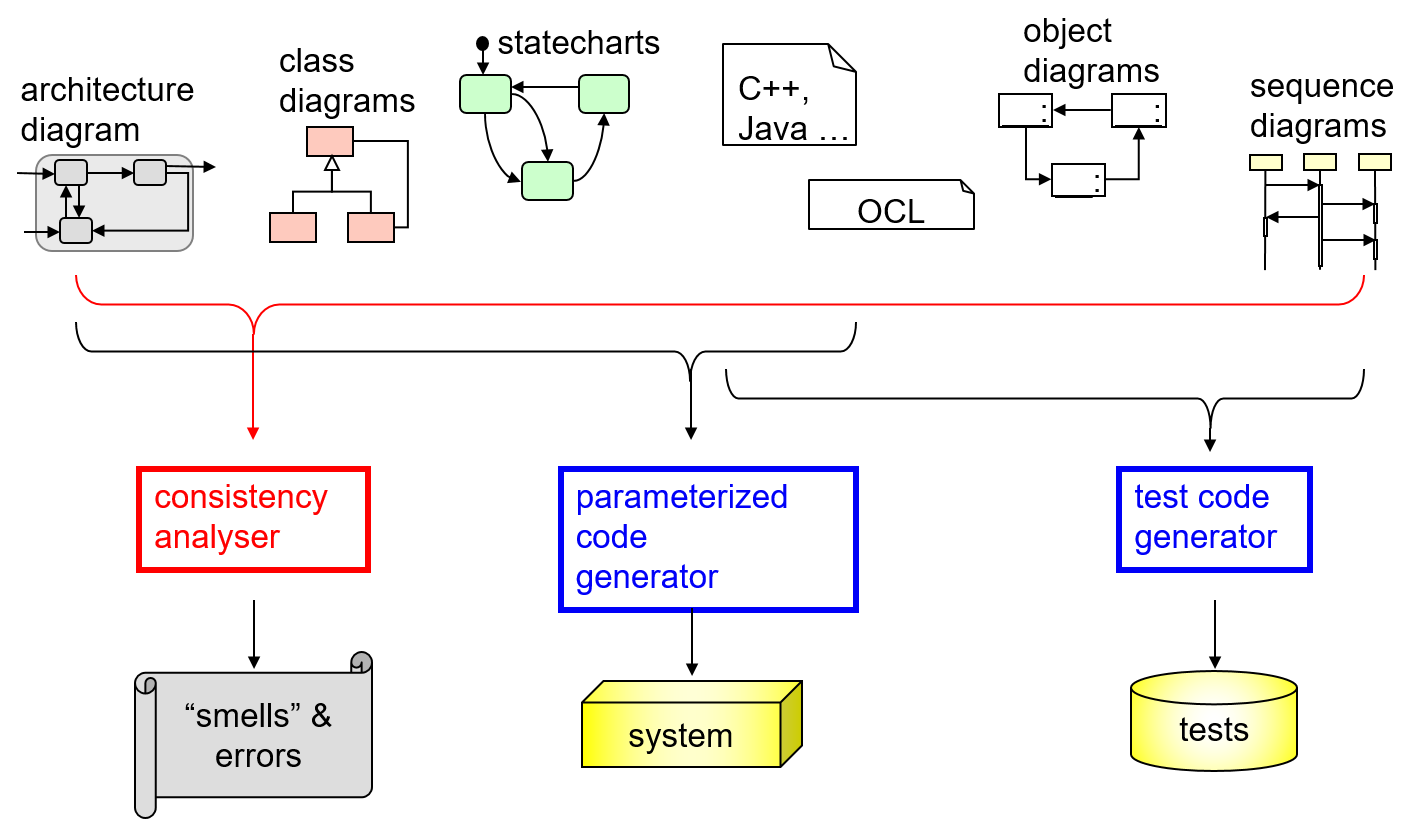 architecture
diagram
class
diagrams
statecharts
C++,
Java …
OCL
object
diagrams
:
:
:
sequence
diagrams
consistency
analyser
parameterized
code
generator
test code
generator
“smells” &
errors
system
tests